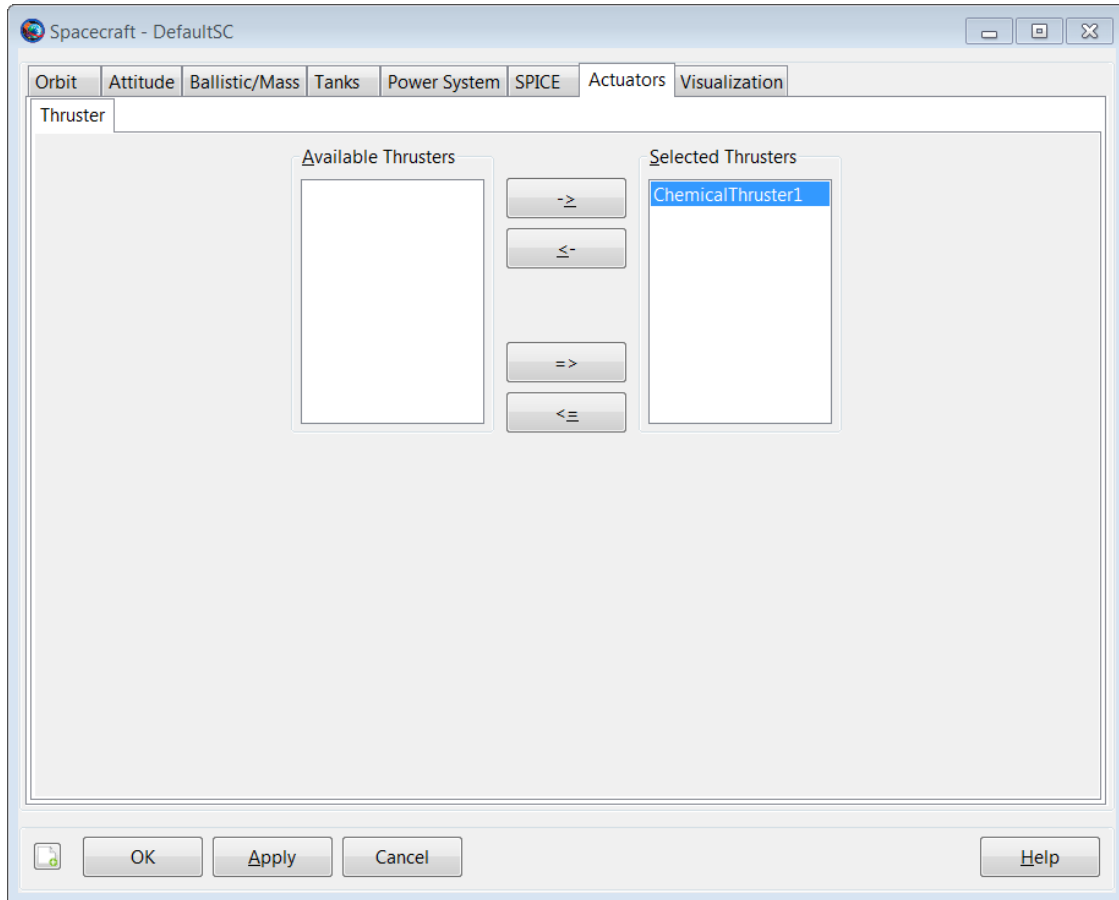 Spacecraft - DefaultSC
Orbit Attitude Ballistic/Mass Tanks Power System SPICE Actuators Visualization
Thruster
Available Thrusters Selected Thrusters
-> ChemicalThruster1
<-
=>
<=
OK Apply Cancel Help